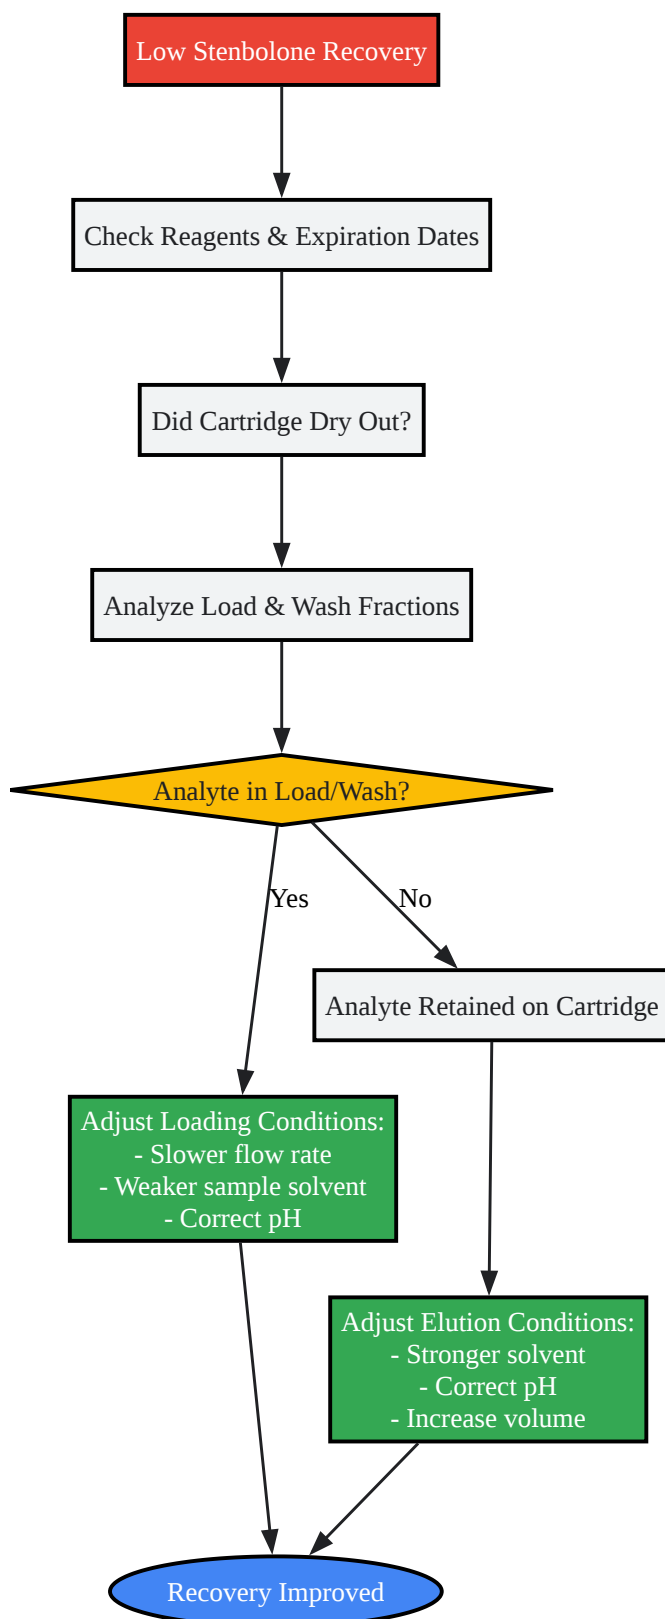 Low Stenbolone Recovery
Check Reagents & Expiration Dates
Did Cartridge Dry Out?
Analyze Load & Wash Fractions
Analyte in Load/Wash?
Yes
No
Analyte Retained on Cartridge
Adjust Loading Conditions:
- Slower flow rate
- Weaker sample solvent
- Correct pH
Adjust Elution Conditions:
- Stronger solvent
- Correct pH
- Increase volume
Recovery Improved